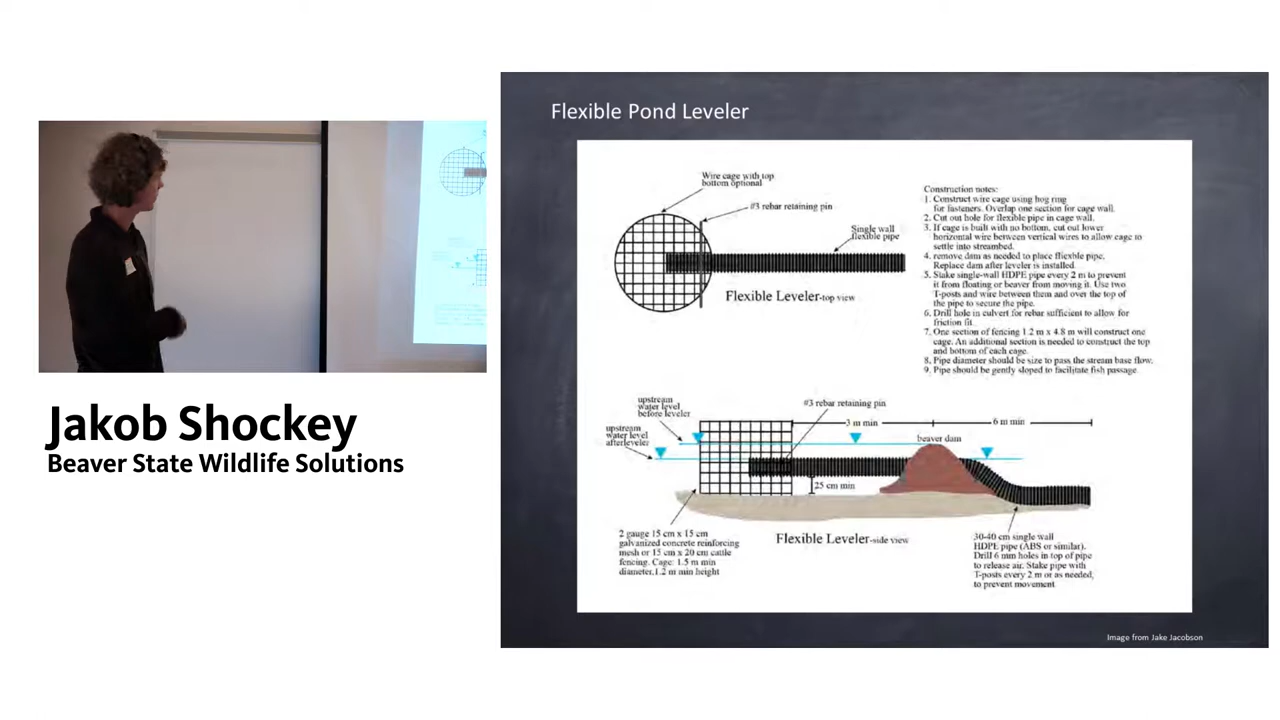 Flexible Pond Leveler
Wire cage with top
bottom optional
#3 rebar retaining pin
Single wall
flexible pipe
Flexible Leveler-top view
Construction notes:
1. Construct wire cage using hog ring
for fasteners. Overlap one section for cage wall.
2. Cut out hole for flexible pipe in cage wall.
3. If cage is built with no bottom, cut out lower
horizontal wire between vertical wires to allow cage to
settle into streambed.
4. remove dam as needed to place fliexble pipe.
Replace dam after leveler is installed.
5. Stake single-wall HDPE pipe every 2 m to prevent
it from floating or beaver from moving it. Use two
T-posts and wire between them and over the top of
the pipe to secure the pipe.
6. Drill hole in culvert for rebar sufficient to allow for
friction fit.
7. One section of fencing 1.2 m x 4.8 m will construct one
cage. An additional section is needed to construct the top
and bottom of each cage.
8. Pipe diameter should be size to pass the stream base flow.
9. Pipe should be gently sloped to facilitate fish passage.
upstream
water level
before leveler
upstream
water level
afterleveler
#3 rebar retaining pin
3 m min
6 m min
beaver dam
25 cm min
2 gauge 15 cm x 15 cm
galvanized concrete reinforcing
mesh or 15 cm x 20 cm cattle
fencing. Cage: 1.5 m min
diameter,1.2 m min height
Flexible Leveler-side view
30-40 cm single wall
HDPE pipe (ABS or similar).
Drill 6 mm holes in top of pipe
to release air. Stake pipe with
T-posts every 2 m or as needed,
to prevent movement
Image from Jake Jacobson
Jakob Shockey
Beaver State Wildlife Solutions